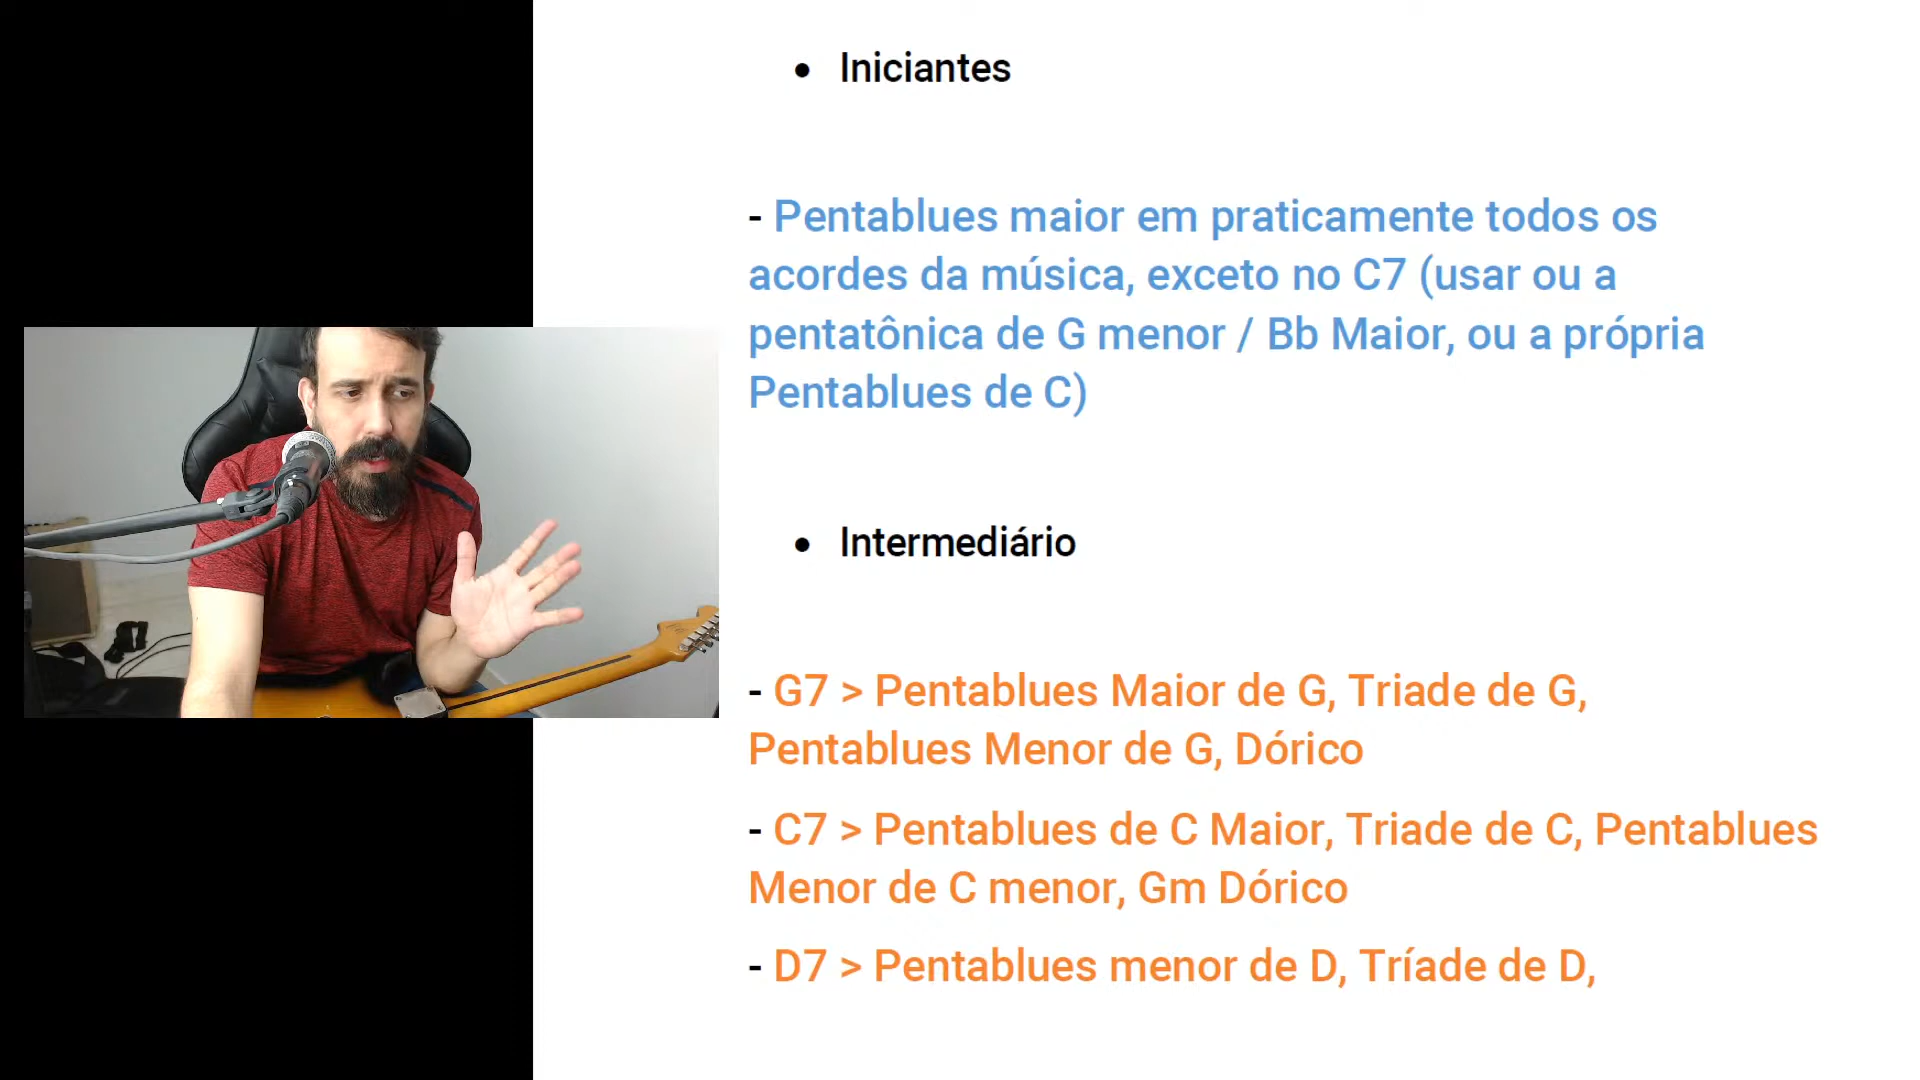 • Iniciantes
- Pentablues maior em praticamente todos os
acordes da música, exceto no C7 (usar ou a
pentatônica de G menor / Bb Maior, ou a própria
Pentablues de C)
• Intermediário
- G7 > Pentablues Maior de G, Triade de G,
Pentablues Menor de G, Dórico
- C7 > Pentablues de C Maior, Triade de C, Pentablues
Menor de C menor, Gm Dórico
- D7 > Pentablues menor de D, Tríade de D,